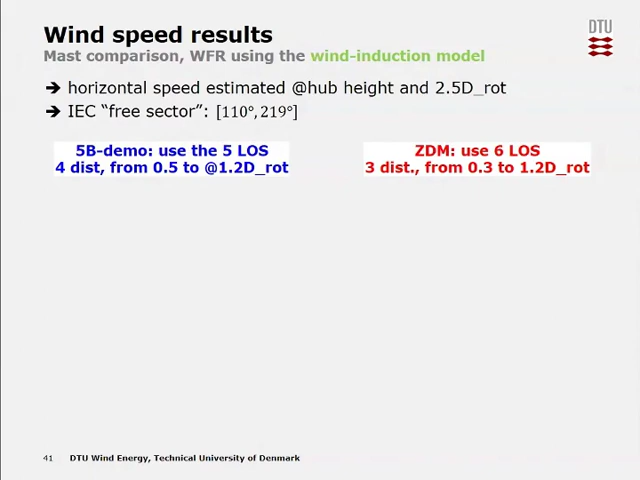 Wind speed results
DTU
Mast comparison, WFR using the wind-induction model
➔ horizontal speed estimated @hub height and 2.5D_rot
➔ IEC “free sector”: [110°, 219°]
5B-demo: use the 5 LOS
4 dist, from 0.5 to @1.2D_rot
ZDM: use 6 LOS
3 dist., from 0.3 to 1.2D_rot
41 DTU Wind Energy, Technical University of Denmark